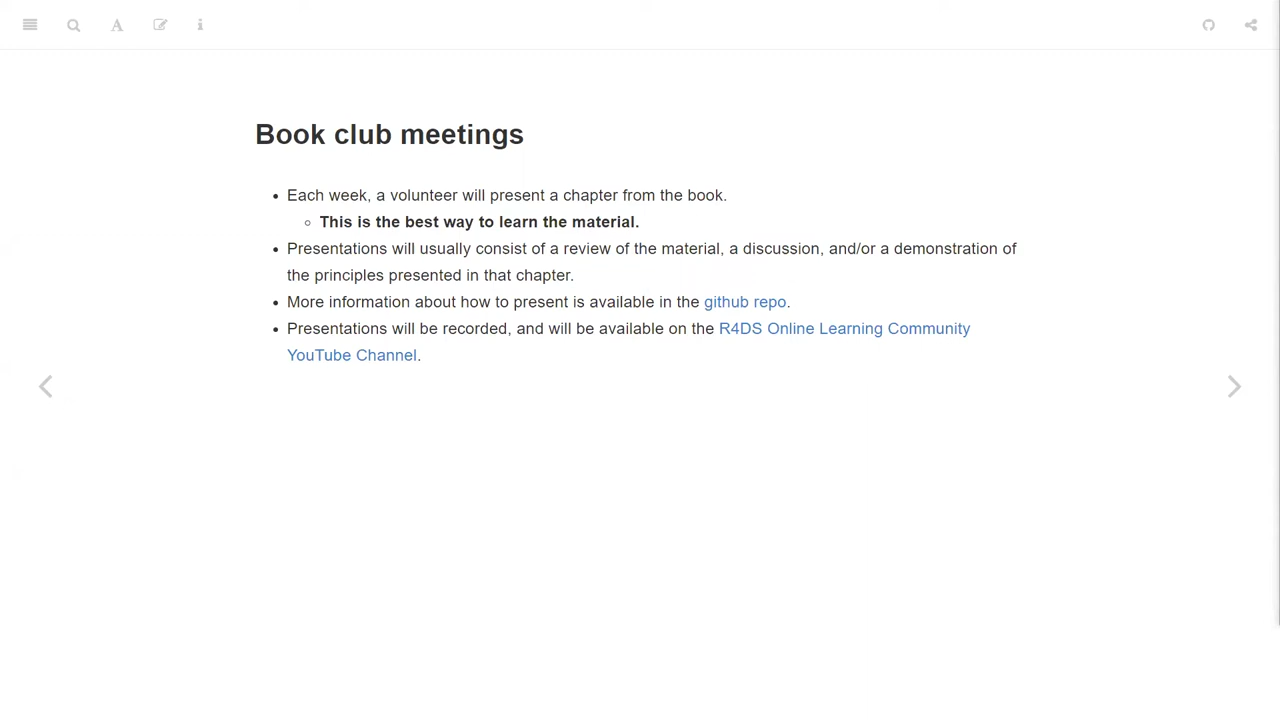 Book club meetings
Each week, a volunteer will present a chapter from the book.
This is the best way to learn the material.
Presentations will usually consist of a review of the material, a discussion, and/or a demonstration of
the principles presented in that chapter.
More information about how to present is available in the github repo.
Presentations will be recorded, and will be available on the R4DS Online Learning Community
YouTube Channel.